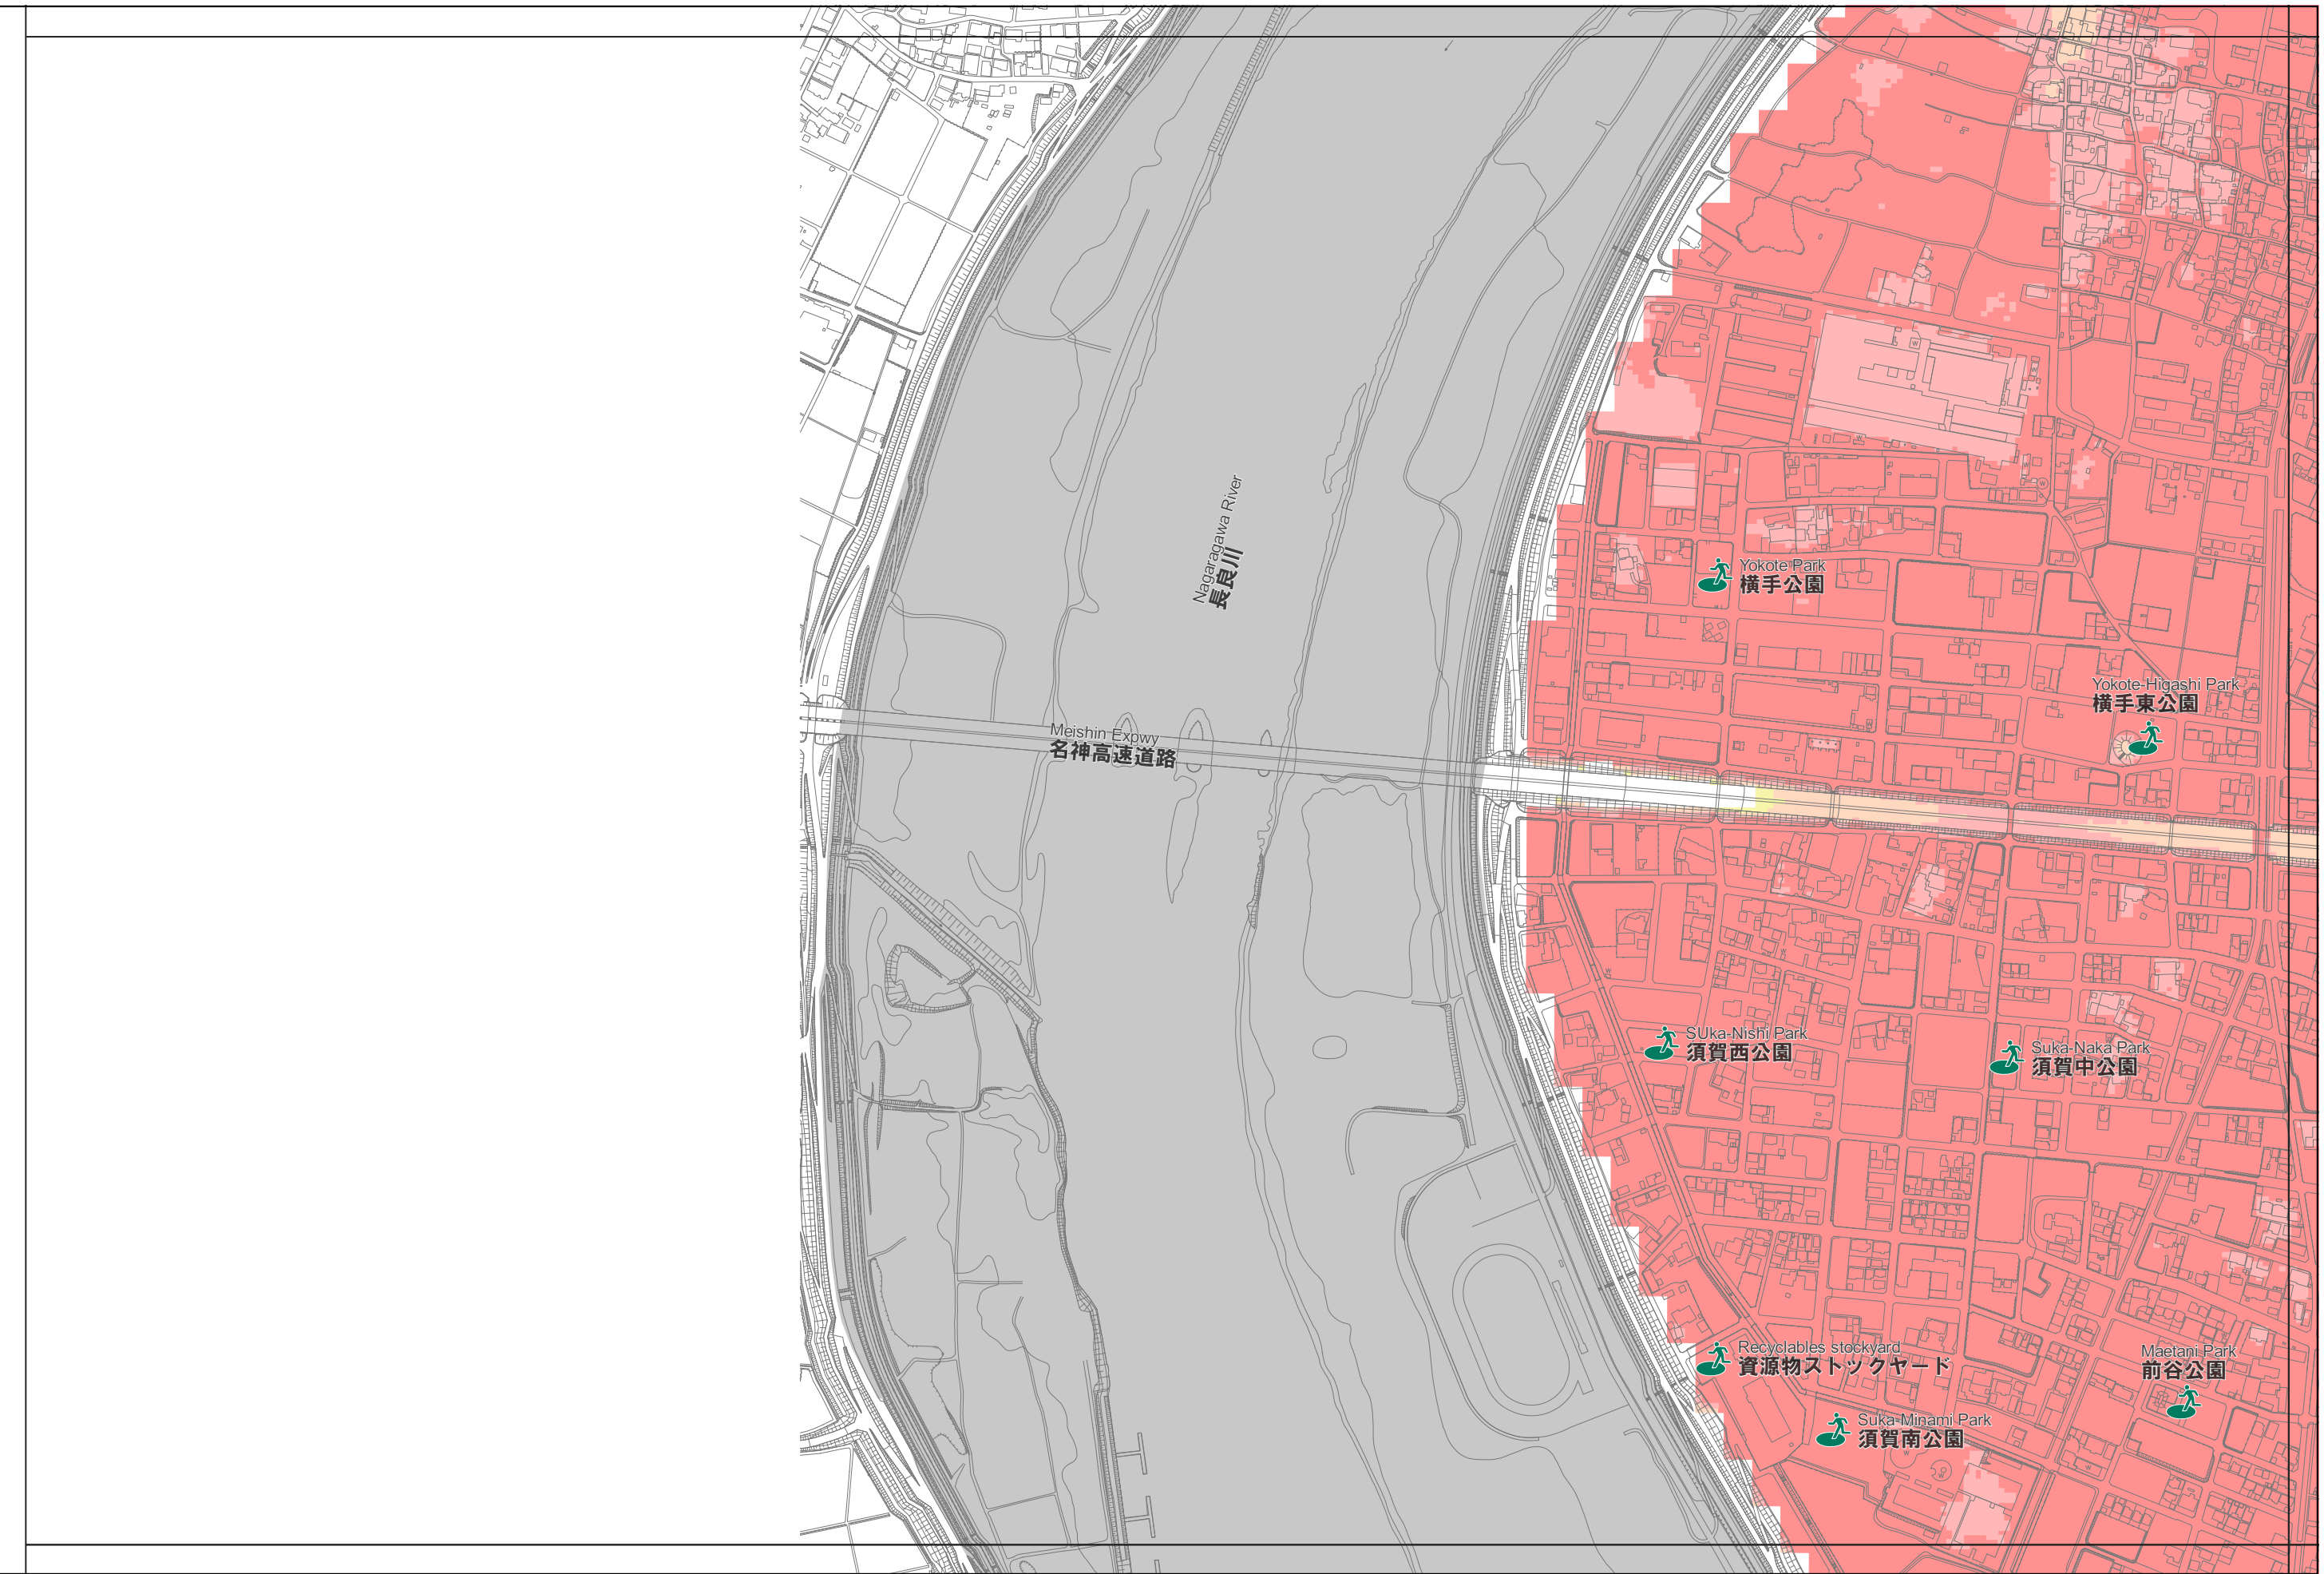 Nagaragawa River
長良川
Yokote Park
横手公園
Yokote-Higashi Park
横手東公園
Meishin Expwy
名神高速道路
SUka-Nishi Park
須賀西公園
Suka-Naka Park
須賀中公園
Recyclables stockyard
資源物ストックヤード
Maetani Park
前谷公園
Suka-Minami Park
須賀南公園